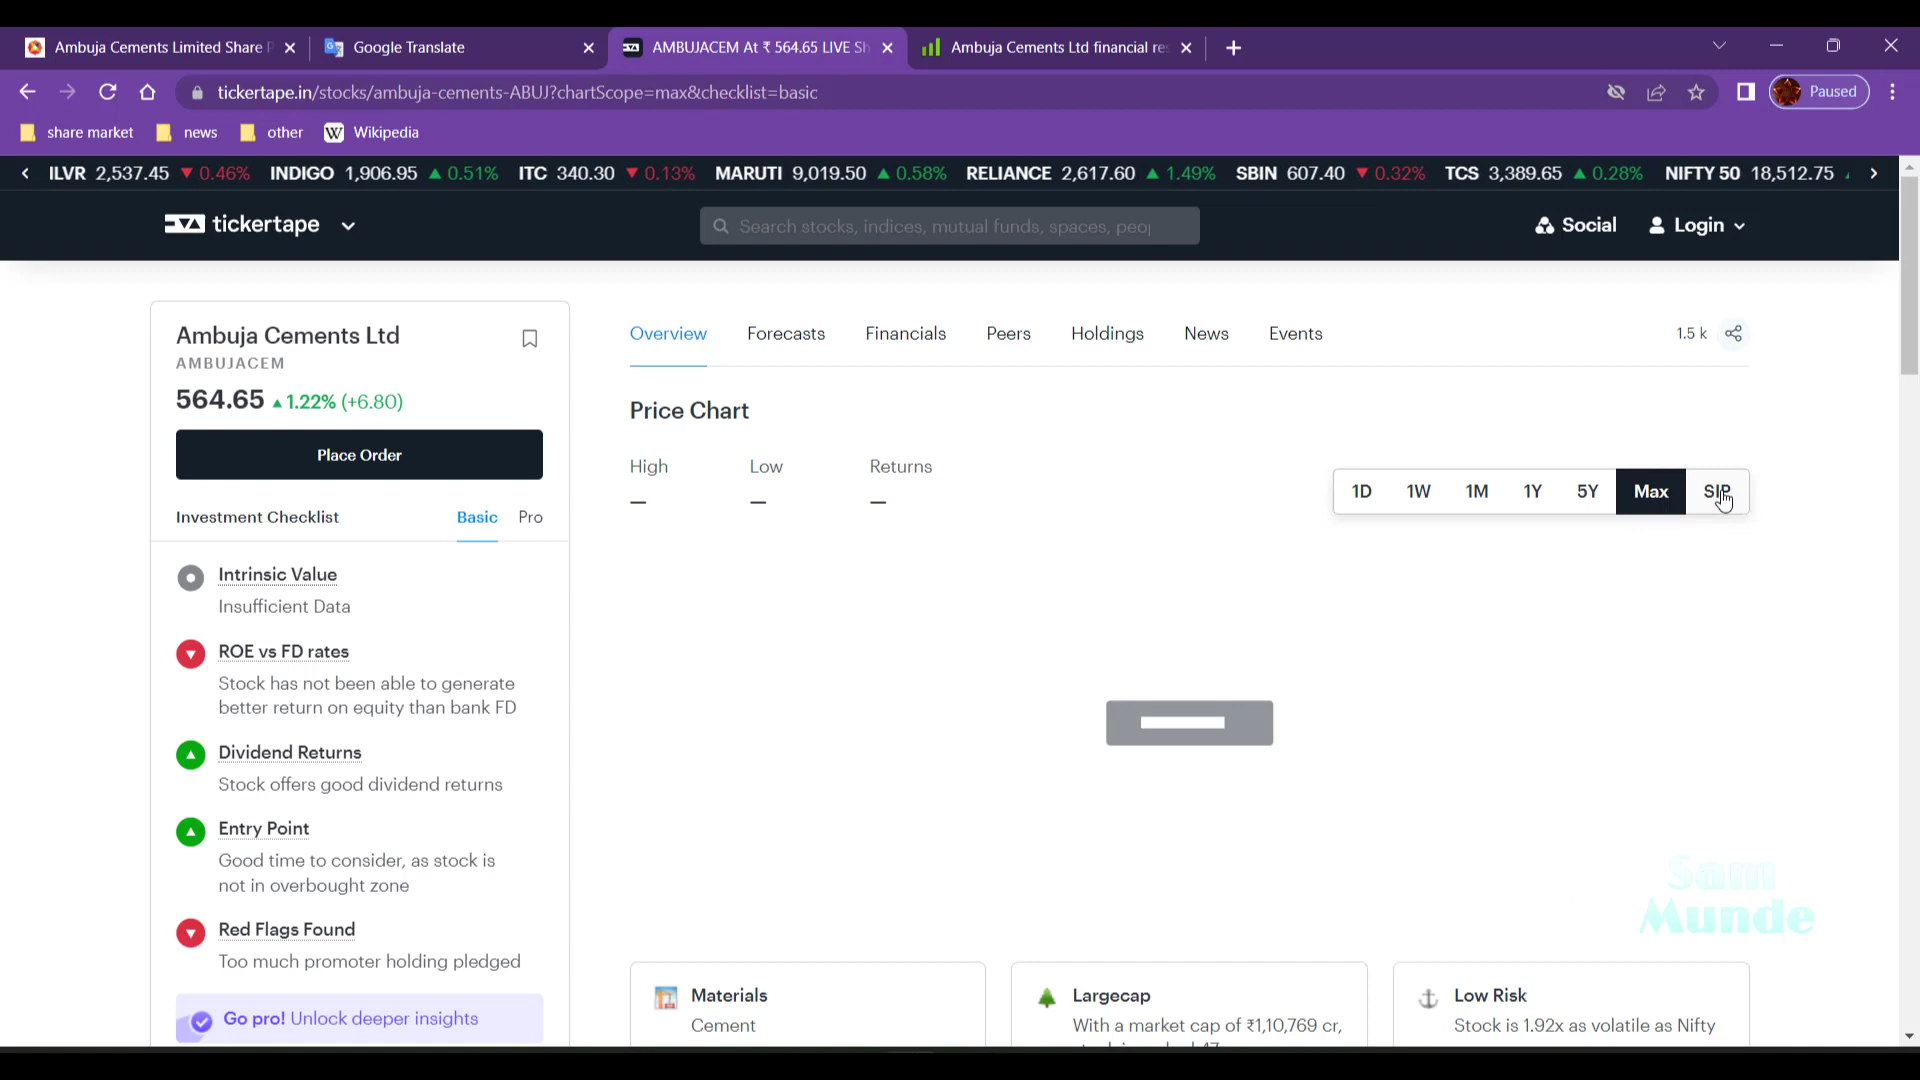 Ambuja Cements Limited Share P
Google Translate
AMBUJACEM At ₹ 564.65 LIVE Sh
Ambuja Cements Ltd financial res
tickertape.in/stocks/ambuja-cements-ABUJ?chartScope=max&checklist=basic
Paused
share market
news
other
W Wikipedia
ILVR 2,537.45 ▼ 0.46% INDIGO 1,906.95 ▲ 0.51% ITC 340.30 ▼ 0.13% MARUTI 9,019.50 ▲ 0.58% RELIANCE 2,617.60 ▲ 1.49% SBIN 607.40 ▼ 0.32% TCS 3,389.65 ▲ 0.28% NIFTY 50 18,512.75
tickertape
Search stocks, indices, mutual funds, spaces, peo
Social
Login
Ambuja Cements Ltd
AMBUJACEM
564.65 ▲ 1.22% (+6.80)
Place Order
Investment Checklist
Basic
Pro
Intrinsic Value
Insufficient Data
ROE vs FD rates
Stock has not been able to generate
better return on equity than bank FD
Dividend Returns
Stock offers good dividend returns
Entry Point
Good time to consider, as stock is
not in overbought zone
Red Flags Found
Too much promoter holding pledged
Go pro! Unlock deeper insights
Overview
Forecasts
Financials
Peers
Holdings
News
Events
1.5 k
Price Chart
High
Low
Returns
—
—
—
1D
1W
1M
1Y
5Y
Max
SIP
Sam
Munde
Materials
Cement
Largecap
With a market cap of ₹1,10,769 cr,
Low Risk
Stock is 1.92x as volatile as Nifty